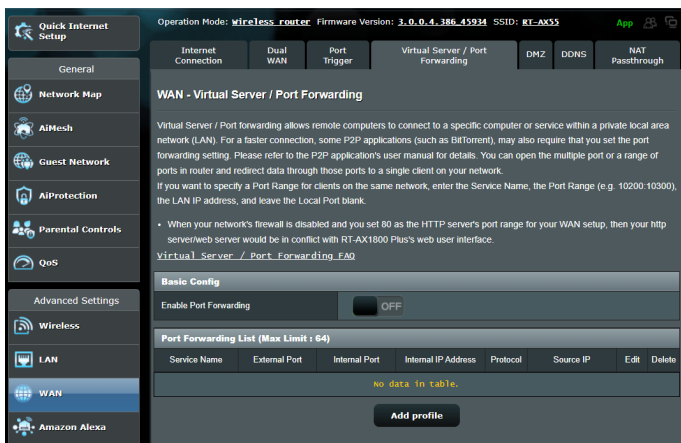 Quick Internet
Setup
General
Network Map
AiMesh
Guest Network
AiProtection
Parental Controls
QoS
Advanced Settings
Wireless
LAN
WAN
Amazon Alexa
Operation Mode: Wireless router Firmware Version: 3.0.0.4.386_45934 SSID: RT-AX55
App
Internet
Connection
Dual
WAN
Port
Trigger
Virtual Server / Port
Forwarding
DMZ
DDNS
NAT
Passthrough
WAN - Virtual Server / Port Forwarding
Virtual Server / Port forwarding allows remote computers to connect to a specific computer or service within a private local area
network (LAN). For a faster connection, some P2P applications (such as BitTorrent), may also require that you set the port
forwarding setting. Please refer to the P2P application's user manual for details. You can open the multiple port or a range of
ports in router and redirect data through those ports to a single client on your network.
If you want to specify a Port Range for clients on the same network, enter the Service Name, the Port Range (e.g. 10200:10300),
the LAN IP address, and leave the Local Port blank.
• When your network's firewall is disabled and you set 80 as the HTTP server's port range for your WAN setup, then your http
server/web server would be in conflict with RT-AX1800 Plus's web user interface.
Virtual Server / Port Forwarding FAQ
Basic Config
Enable Port Forwarding
OFF
Port Forwarding List (Max Limit : 64)
Service Name External Port Internal Port Internal IP Address Protocol Source IP Edit Delete
No data in table.
Add profile